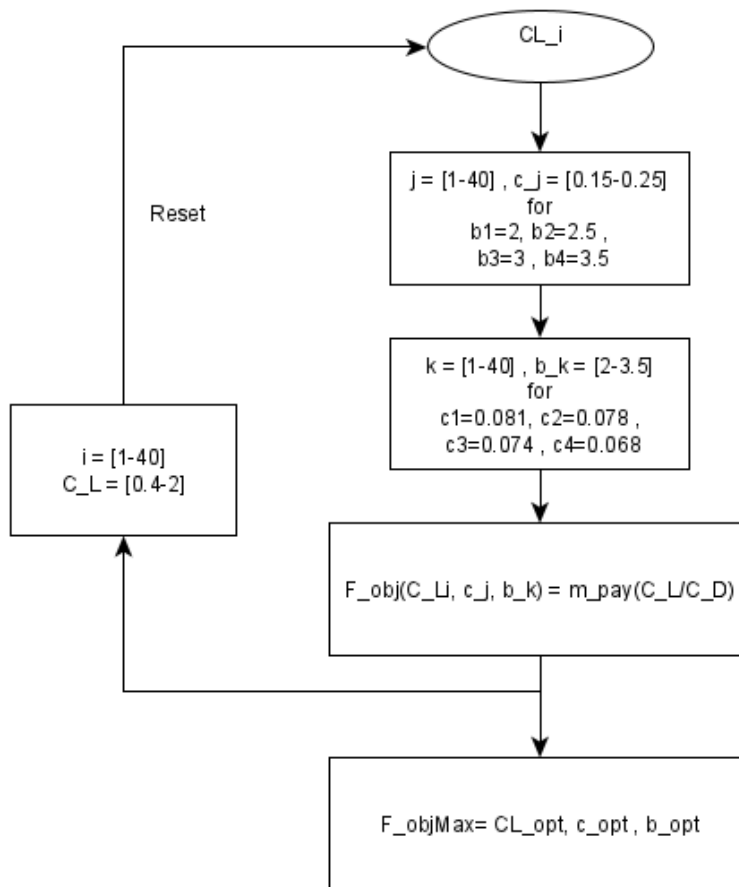 CL_i
j = [1-40] , c_j = [0.15-0.25]
for
b1=2, b2=2.5 ,
b3=3 , b4=3.5
Reset
k = [1-40] , b_k = [2-3.5]
for
c1=0.081, c2=0.078 ,
c3=0.074 , c4=0.068
i = [1-40]
C_L = [0.4-2]
F_obj(C_Li, c_j, b_k) = m_pay(C_L/C_D)
F_objMax= CL_opt, c_opt , b_opt